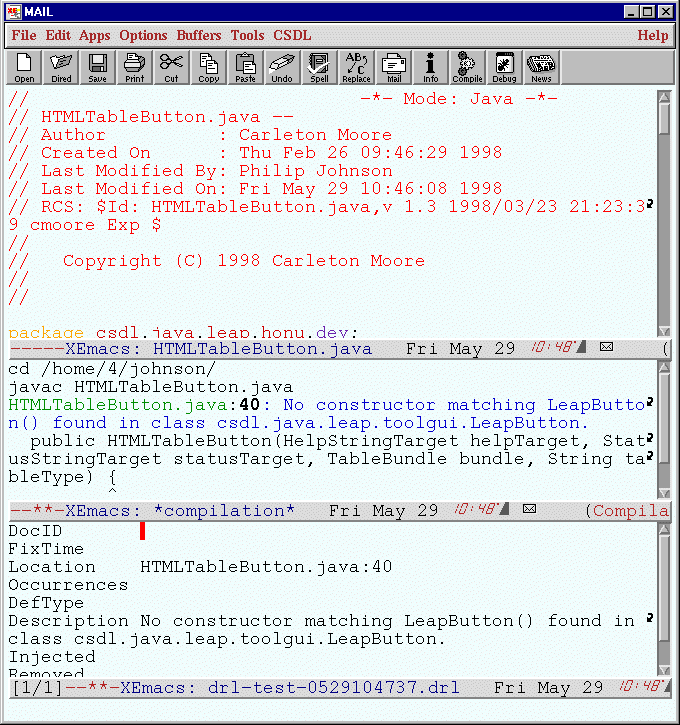 MAIL
File Edit Apps Options Buffers Tools CSDL Help
Open Dired Save Print Cut Copy Paste Undo Spell Replace Mail Info Compile Debug News
// -*- Mode: Java -*-
// HTMLTableButton.java --
// Author : Carleton Moore
// Created On : Thu Feb 26 09:46:29 1998
// Last Modified By: Philip Johnson
// Last Modified On: Fri May 29 10:46:08 1998
// RCS: $Id: HTMLTableButton.java,v 1.3 1998/03/23 21:23:3
9 cmoore Exp $
//
// Copyright (C) 1998 Carleton Moore
//
//
package csdl.java.leap.honu.dev;
-----XEmacs: HTMLTableButton.java Fri May 29 10:48 (
cd /home/4/johnson/
javac HTMLTableButton.java
HTMLTableButton.java:40: No constructor matching LeapButto
n() found in class csdl.java.leap.toolgui.LeapButton.
public HTMLTableButton(HelpStringTarget helpTarget, Stat
usStringTarget statusTarget, TableBundle bundle, String ta
bleType) {
^
--**-XEmacs: *compilation* Fri May 29 10:48 (Compila
DocID
FixTime
Location HTMLTableButton.java:40
Occurrences
DefType
Description No constructor matching LeapButton() found in
class csdl.java.leap.toolgui.LeapButton.
Injected
Removed
[1/1]--**-XEmacs: drl-test-0529104737.drl Fri May 29 10:48